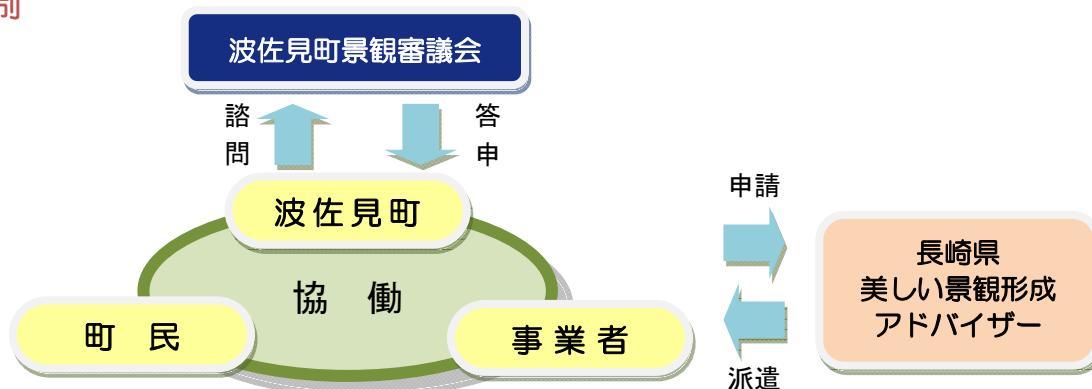 波佐見町景観審議会
諮問
答申
波佐見町
協働
町民
事業者
申請
派遣
長崎県
美しい景観形成
アドバイザー